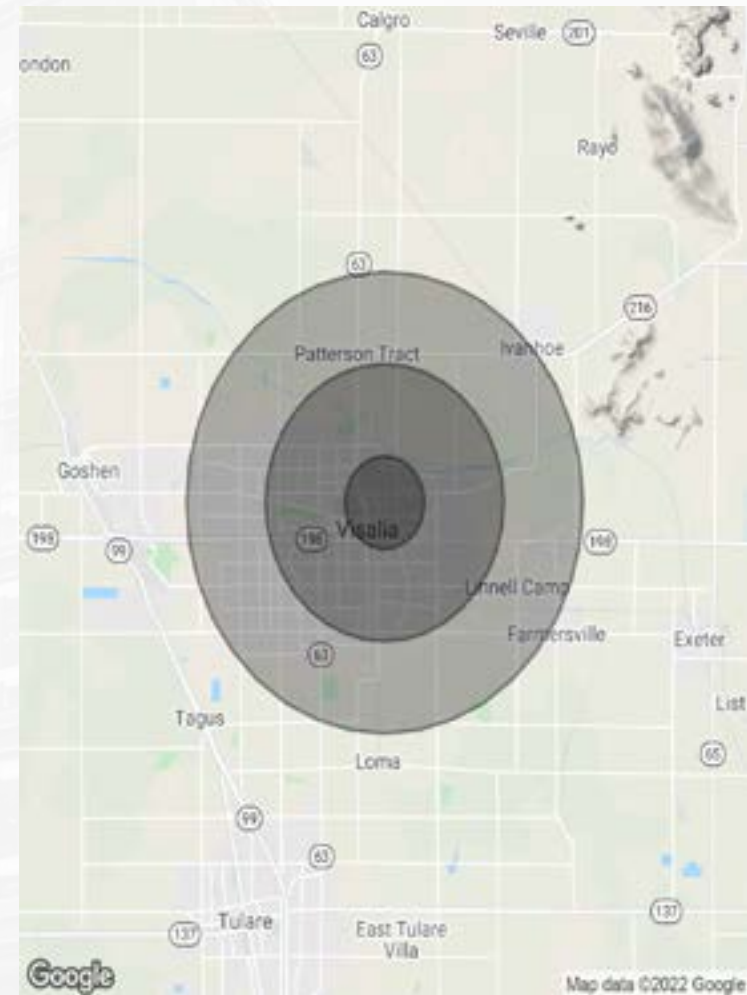 Calgro
Seville
201
63
ondon
Rayo
63
216
Patterson Tract
Ivanhoe
Goshen
Visalia
198
198
198
99
Linnell Camp
Farmersville
Exeter
63
List
Tagus
65
Loma
99
63
137
Tulare
137
East Tulare
Villa
Google
Map data ©2022 Google